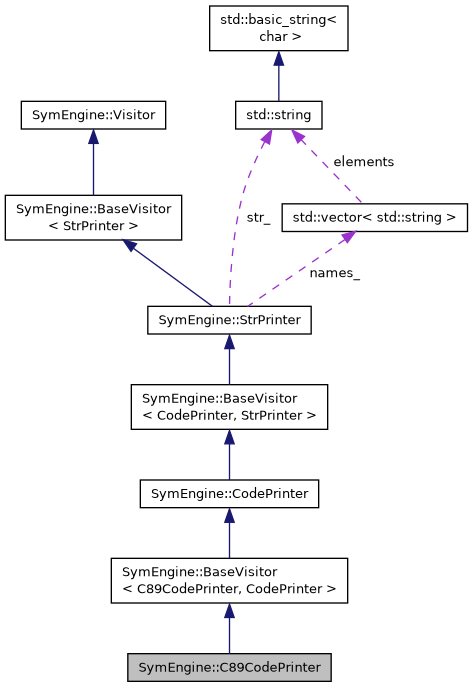 std::basic_string<
char >
SymEngine::Visitor
std::string
elements
SymEngine::BaseVisitor
< StrPrinter >
str_
std::vector< std::string >
names_
SymEngine::StrPrinter
SymEngine::BaseVisitor
< CodePrinter, StrPrinter >
SymEngine::CodePrinter
SymEngine::BaseVisitor
< C89CodePrinter, CodePrinter >
SymEngine::C89CodePrinter